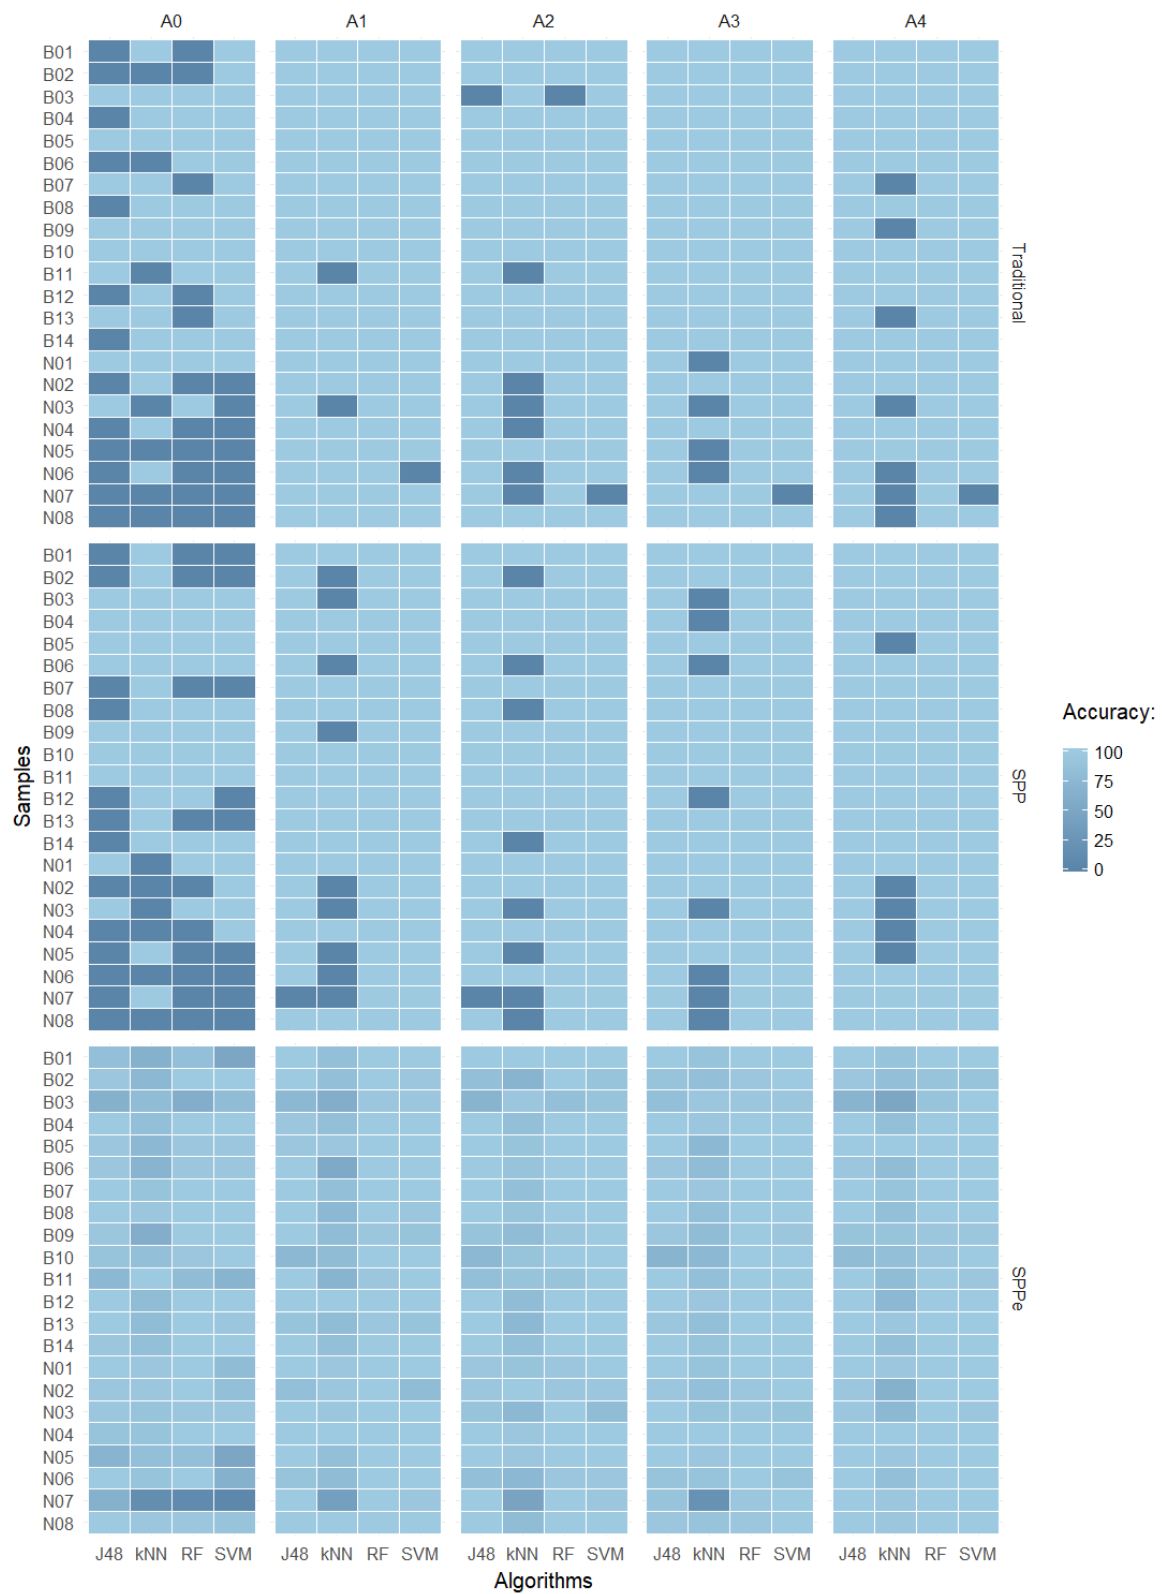 A0 A1 A2 A3 A4
B01
B02
B03
B04
B05
B06
B07
B08
B09
B10
B11
B12
B13
B14
N01
N02
N03
N04
N05
N06
N07
N08
Traditional
B01
B02
B03
B04
B05
B06
B07
B08
B09
B10
B11
B12
B13
B14
N01
N02
N03
N04
N05
N06
N07
N08
SPP
B01
B02
B03
B04
B05
B06
B07
B08
B09
B10
B11
B12
B13
B14
N01
N02
N03
N04
N05
N06
N07
N08
SPPe
Samples
J48 kNN RF SVM J48 kNN RF SVM J48 kNN RF SVM J48 kNN RF SVM J48 kNN RF SVM
Algorithms
Accuracy:
100
75
50
25
0